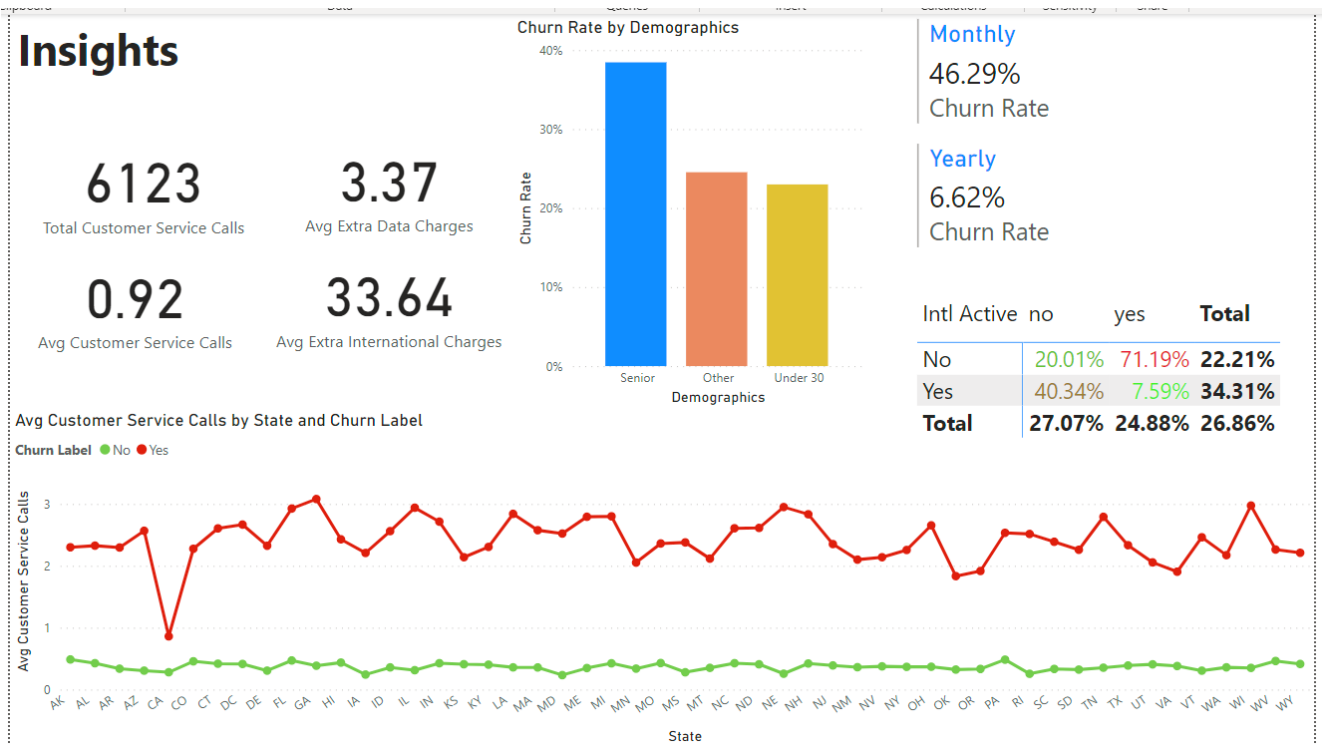 Data Queries Insert Calculations Sensitivity Share
Insights
6123
Total Customer Service Calls
3.37
Avg Extra Data Charges
0.92
Avg Customer Service Calls
33.64
Avg Extra International Charges
Churn Rate by Demographics
Churn Rate
40%
30%
20%
10%
0%
Senior Other Under 30
Demographics
Monthly
46.29%
Churn Rate
Yearly
6.62%
Churn Rate
Intl Active no yes Total
No 20.01% 71.19% 22.21%
Yes 40.34% 7.59% 34.31%
Total 27.07% 24.88% 26.86%
Avg Customer Service Calls by State and Churn Label
Churn Label No Yes
Avg Customer Service Calls
3
2
1
0
AK AL AR AZ CA CO CT DC DE FL GA HI IA ID IL IN KS KY LA MA MD ME MI MN MO MS MT NC ND NE NH NJ NM NV NY OH OK OR PA RI SC SD TN TX UT VA VT WA WI WV WY
State